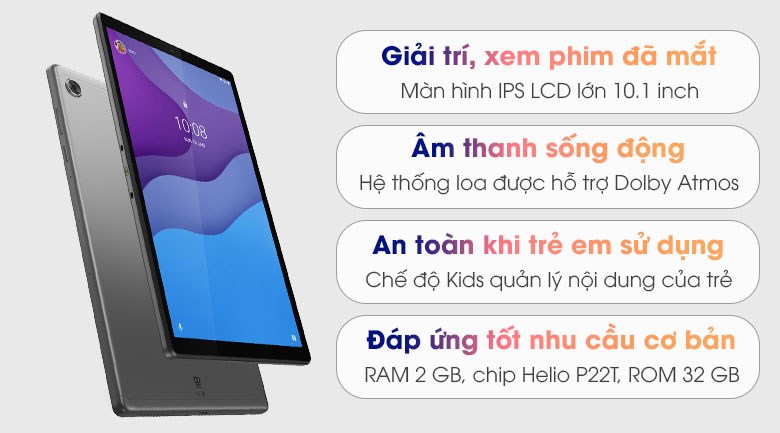 10:08
Giải trí, xem phim đã mắt
Màn hình IPS LCD lớn 10.1 inch
Âm thanh sống động
Hệ thống loa được hỗ trợ Dolby Atmos
An toàn khi trẻ em sử dụng
Chế độ Kids quản lý nội dung của trẻ
Đáp ứng tốt nhu cầu cơ bản
RAM 2 GB, chip Helio P22T, ROM 32 GB